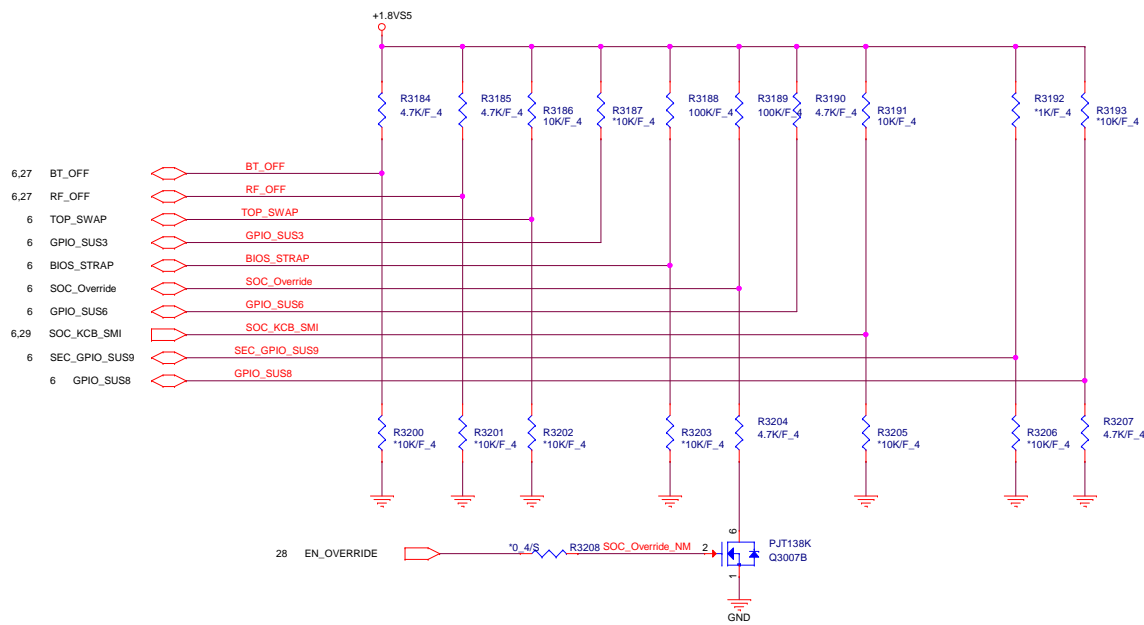 +1.8VS5
R3184
4.7K/F_4
R3185
4.7K/F_4
R3186
10K/F_4
R3187
*10K/F_4
R3188
100K/F_4
R3189
100K/F_4
R3190
4.7K/F_4
R3191
10K/F_4
R3192
*1K/F_4
R3193
*10K/F_4
6,27 BT_OFF BT_OFF
6,27 RF_OFF RF_OFF
6 TOP_SWAP TOP_SWAP
6 GPIO_SUS3 GPIO_SUS3
6 BIOS_STRAP BIOS_STRAP
6 SOC_Override SOC_Override
6 GPIO_SUS6 GPIO_SUS6
6,29 SOC_KCB_SMI SOC_KCB_SMI
6 SEC_GPIO_SUS9 SEC_GPIO_SUS9
6 GPIO_SUS8 GPIO_SUS8
R3200
*10K/F_4
R3201
*10K/F_4
R3202
*10K/F_4
R3203
*10K/F_4
R3204
4.7K/F_4
R3205
*10K/F_4
R3206
*10K/F_4
R3207
4.7K/F_4
28 EN_OVERRIDE *0_4/S R3208 SOC_Override_NM 2
6
1
PJT138K
Q3007B
GND